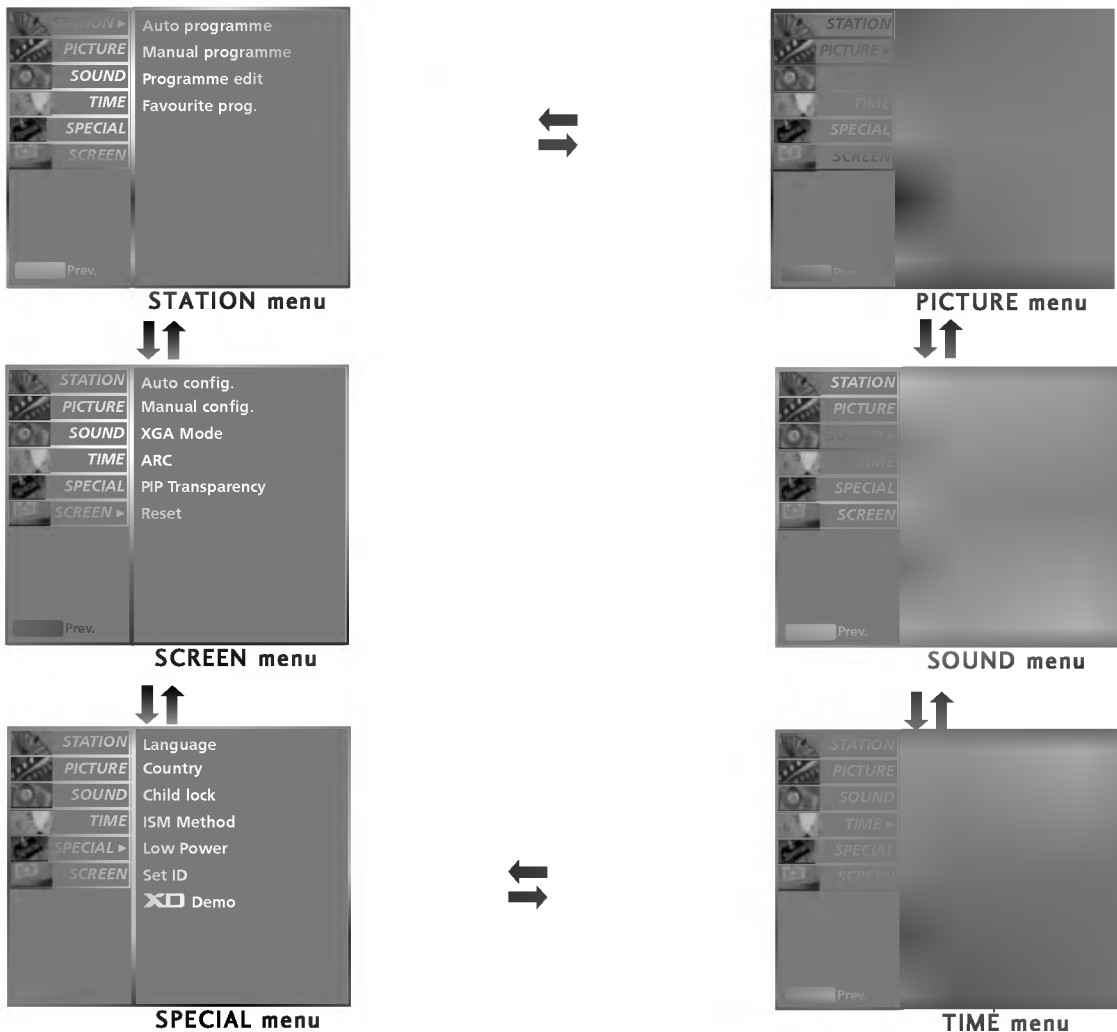 STATION ▸
PICTURE
SOUND
TIME
SPECIAL
SCREEN
Auto programme
Manual programme
Programme edit
Favourite prog.
Prev.
STATION menu
STATION
PICTURE ▸
SOUND
TIME
SPECIAL
SCREEN
Prev.
PICTURE menu
STATION
PICTURE
SOUND
TIME
SPECIAL
SCREEN ▸
Auto config.
Manual config.
XGA Mode
ARC
PIP Transparency
Reset
Prev.
SCREEN menu
STATION
PICTURE
SOUND ▸
TIME
SPECIAL
SCREEN
Prev.
SOUND menu
STATION
PICTURE
SOUND
TIME
SPECIAL ▸
SCREEN
Language
Country
Child lock
ISM Method
Low Power
Set ID
XD Demo
SPECIAL menu
STATION
PICTURE
SOUND
TIME ▸
SPECIAL
SCREEN
Prev.
TIME menu